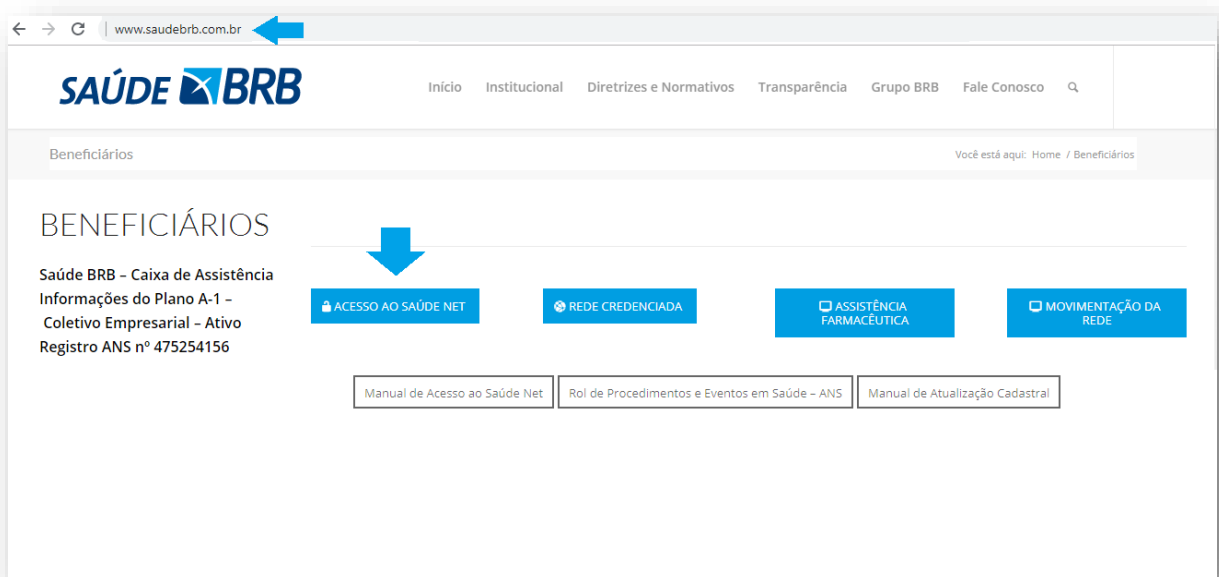 www.saudebrb.com.br
SAÚDE BRB
Início Institucional Diretrizes e Normativos Transparência Grupo BRB Fale Conosco
Beneficiários
Você está aqui: Home / Beneficiários
BENEFICIÁRIOS
Saúde BRB – Caixa de Assistência
Informações do Plano A-1 –
Coletivo Empresarial – Ativo
Registro ANS nº 475254156
ACESSO AO SAÚDE NET
REDE CREDENCIADA
ASSISTÊNCIA
FARMACÊUTICA
MOVIMENTAÇÃO DA
REDE
Manual de Acesso ao Saúde Net
Rol de Procedimentos e Eventos em Saúde – ANS
Manual de Atualização Cadastral